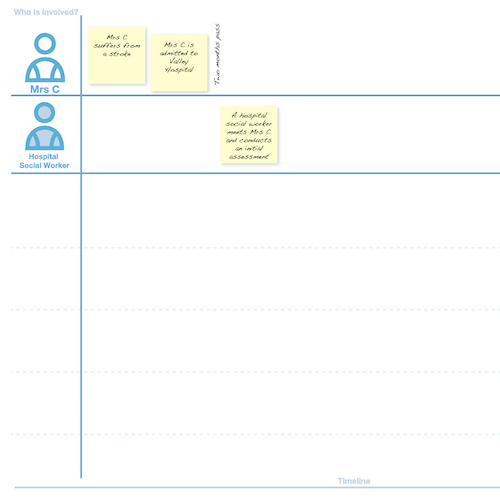 Who is involved?
Mrs C
suffers from
a stroke
Mrs C is
admitted to
Valley
Hospital
Two months pass
Mrs C
A hospital
social worker
meets Mrs C
and conducts
an initial
assessment
Hospital
Social Worker
Timeline